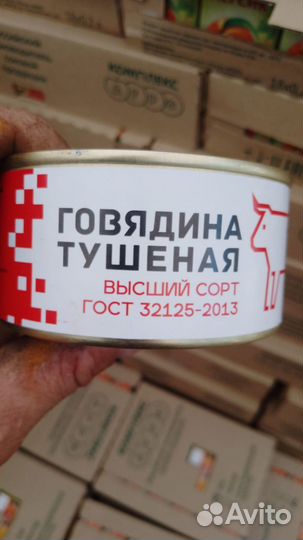 ГОВЯДИНА
ТУШЕНАЯ
ВЫСШИЙ СОРТ
ГОСТ 32125-2013
Avito